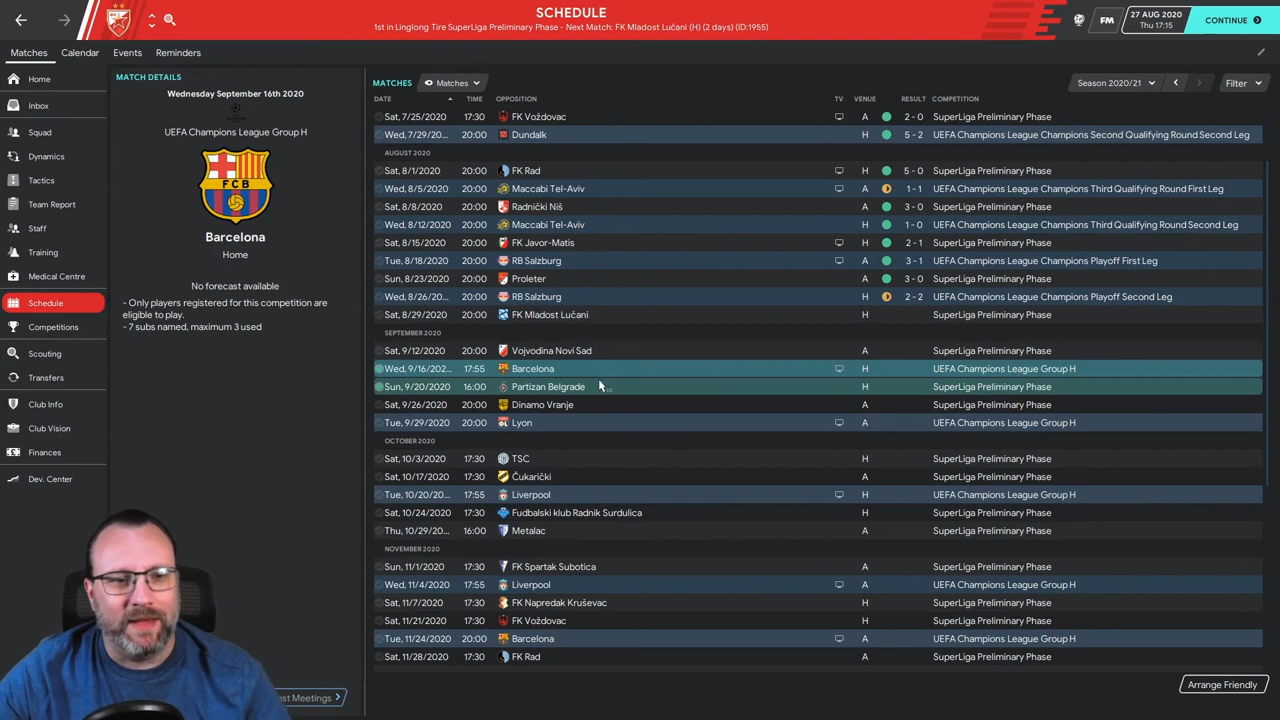 SCHEDULE
1st in Linglong Tire SuperLiga Preliminary Phase - Next Match: FK Mladost Lučani (H) (2 days) (ID:1955)
FM
27 AUG 2020
Thu 17:15
CONTINUE
Matches Calendar Events Reminders
Home
Inbox
Squad
Dynamics
Tactics
Team Report
Staff
Training
Medical Centre
Schedule
Competitions
Scouting
Transfers
Club Info
Club Vision
Finances
Dev. Center
MATCH DETAILS
Wednesday September 16th 2020
UEFA Champions League Group H
FCB
Barcelona
Home
No forecast available
- Only players registered for this competition are
eligible to play.
- 7 subs named, maximum 3 used
est Meetings
MATCHES Matches Season 2020/21 Filter
DATE TIME OPPOSITION TV VENUE RESULT COMPETITION
Sat, 7/25/2020 17:30 FK Voždovac A 2 - 0 SuperLiga Preliminary Phase
Wed, 7/29/20... 20:00 Dundalk H 5 - 2 UEFA Champions League Champions Second Qualifying Round Second Leg
AUGUST 2020
Sat, 8/1/2020 20:00 FK Rad H 5 - 0 SuperLiga Preliminary Phase
Wed, 8/5/2020 20:00 Maccabi Tel-Aviv A 1 - 1 UEFA Champions League Champions Third Qualifying Round First Leg
Sat, 8/8/2020 20:00 Radnički Niš A 3 - 0 SuperLiga Preliminary Phase
Wed, 8/12/2020 20:00 Maccabi Tel-Aviv H 1 - 0 UEFA Champions League Champions Third Qualifying Round Second Leg
Sat, 8/15/2020 20:00 FK Javor-Matis H 2 - 1 SuperLiga Preliminary Phase
Tue, 8/18/2020 20:00 RB Salzburg A 3 - 1 UEFA Champions League Champions Playoff First Leg
Sun, 8/23/2020 20:00 Proleter A 3 - 0 SuperLiga Preliminary Phase
Wed, 8/26/20... 20:00 RB Salzburg H 2 - 2 UEFA Champions League Champions Playoff Second Leg
Sat, 8/29/2020 20:00 FK Mladost Lučani H SuperLiga Preliminary Phase
SEPTEMBER 2020
Sat, 9/12/2020 20:00 Vojvodina Novi Sad A SuperLiga Preliminary Phase
Wed, 9/16/202... 17:55 Barcelona H UEFA Champions League Group H
Sun, 9/20/2020 16:00 Partizan Belgrade H SuperLiga Preliminary Phase
Sat, 9/26/2020 20:00 Dinamo Vranje A SuperLiga Preliminary Phase
Tue, 9/29/2020 20:00 Lyon A UEFA Champions League Group H
OCTOBER 2020
Sat, 10/3/2020 17:30 TSC H SuperLiga Preliminary Phase
Sat, 10/17/2020 17:30 Čukarički A SuperLiga Preliminary Phase
Tue, 10/20/20... 17:55 Liverpool H UEFA Champions League Group H
Sat, 10/24/2020 17:30 Fudbalski klub Radnik Surdulica H SuperLiga Preliminary Phase
Thu, 10/29/20... 16:00 Metalac A SuperLiga Preliminary Phase
NOVEMBER 2020
Sun, 11/1/2020 17:30 FK Spartak Subotica A SuperLiga Preliminary Phase
Wed, 11/4/2020 17:55 Liverpool A UEFA Champions League Group H
Sat, 11/7/2020 17:30 FK Napredak Kruševac H SuperLiga Preliminary Phase
Sat, 11/21/2020 17:30 FK Voždovac H SuperLiga Preliminary Phase
Tue, 11/24/2020 20:00 Barcelona A UEFA Champions League Group H
Sat, 11/28/2020 17:30 FK Rad A SuperLiga Preliminary Phase
Arrange Friendly